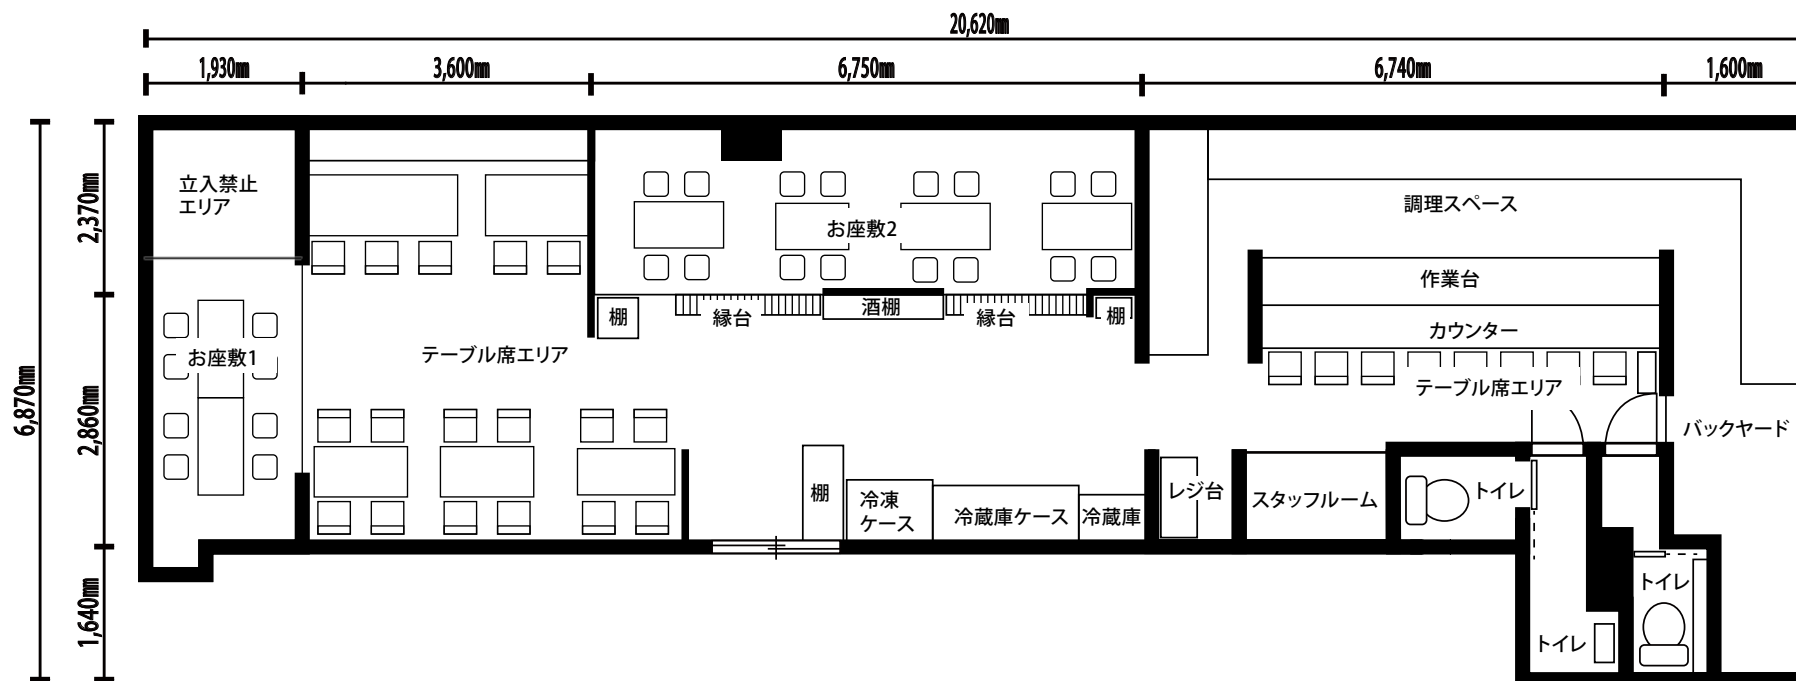 20,620㎜
1,930㎜
3,600㎜
6,750㎜
6,740㎜
1,600㎜
6,870㎜
2,370㎜
2,860㎜
1,640㎜
立入禁止
エリア
お座敷2
調理スペース
作業台
カウンター
棚
縁台
酒棚
縁台
棚
お座敷1
テーブル席エリア
テーブル席エリア
バックヤード
棚
冷凍
ケース
冷蔵庫ケース
冷蔵庫
レジ台
スタッフルーム
トイレ
トイレ
トイレ